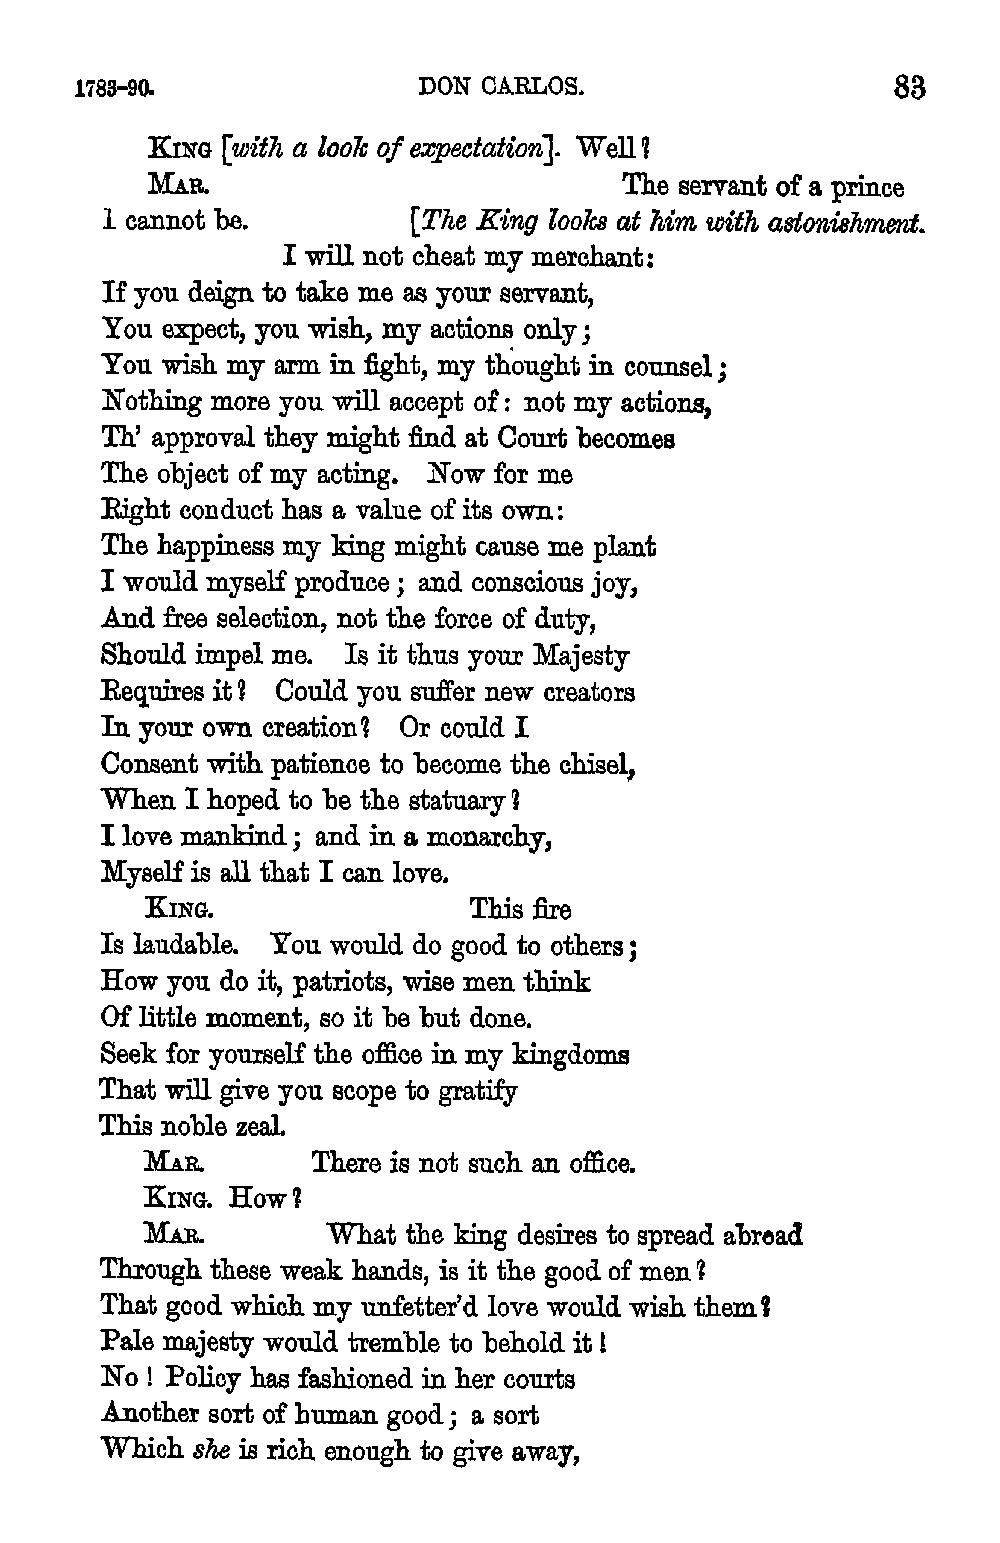 1783-90. DON CARLOS. 83
KING [with a look of expectation]. Well?
MAR. The servant of a prince
I cannot be. [The King looks at him with astonishment.
I will not cheat my merchant:
If you deign to take me as your servant,
You expect, you wish, my actions only;
You wish my arm in fight, my thought in counsel;
Nothing more you will accept of: not my actions,
Th' approval they might find at Court becomes
The object of my acting. Now for me
Right conduct has a value of its own:
The happiness my king might cause me plant
I would myself produce; and conscious joy,
And free selection, not the force of duty,
Should impel me. Is it thus your Majesty
Requires it? Could you suffer new creators
In your own creation? Or could I
Consent with patience to become the chisel,
When I hoped to be the statuary?
I love mankind; and in a monarchy,
Myself is all that I can love.
KING. This fire
Is laudable. You would do good to others;
How you do it, patriots, wise men think
Of little moment, so it be but done.
Seek for yourself the office in my kingdoms
That will give you scope to gratify
This noble zeal.
MAR. There is not such an office.
KING. How?
MAR. What the king desires to spread abroad
Through these weak hands, is it the good of men?
That good which my unfetter'd love would wish them?
Pale majesty would tremble to behold it!
No! Policy has fashioned in her courts
Another sort of human good; a sort
Which she is rich enough to give away,